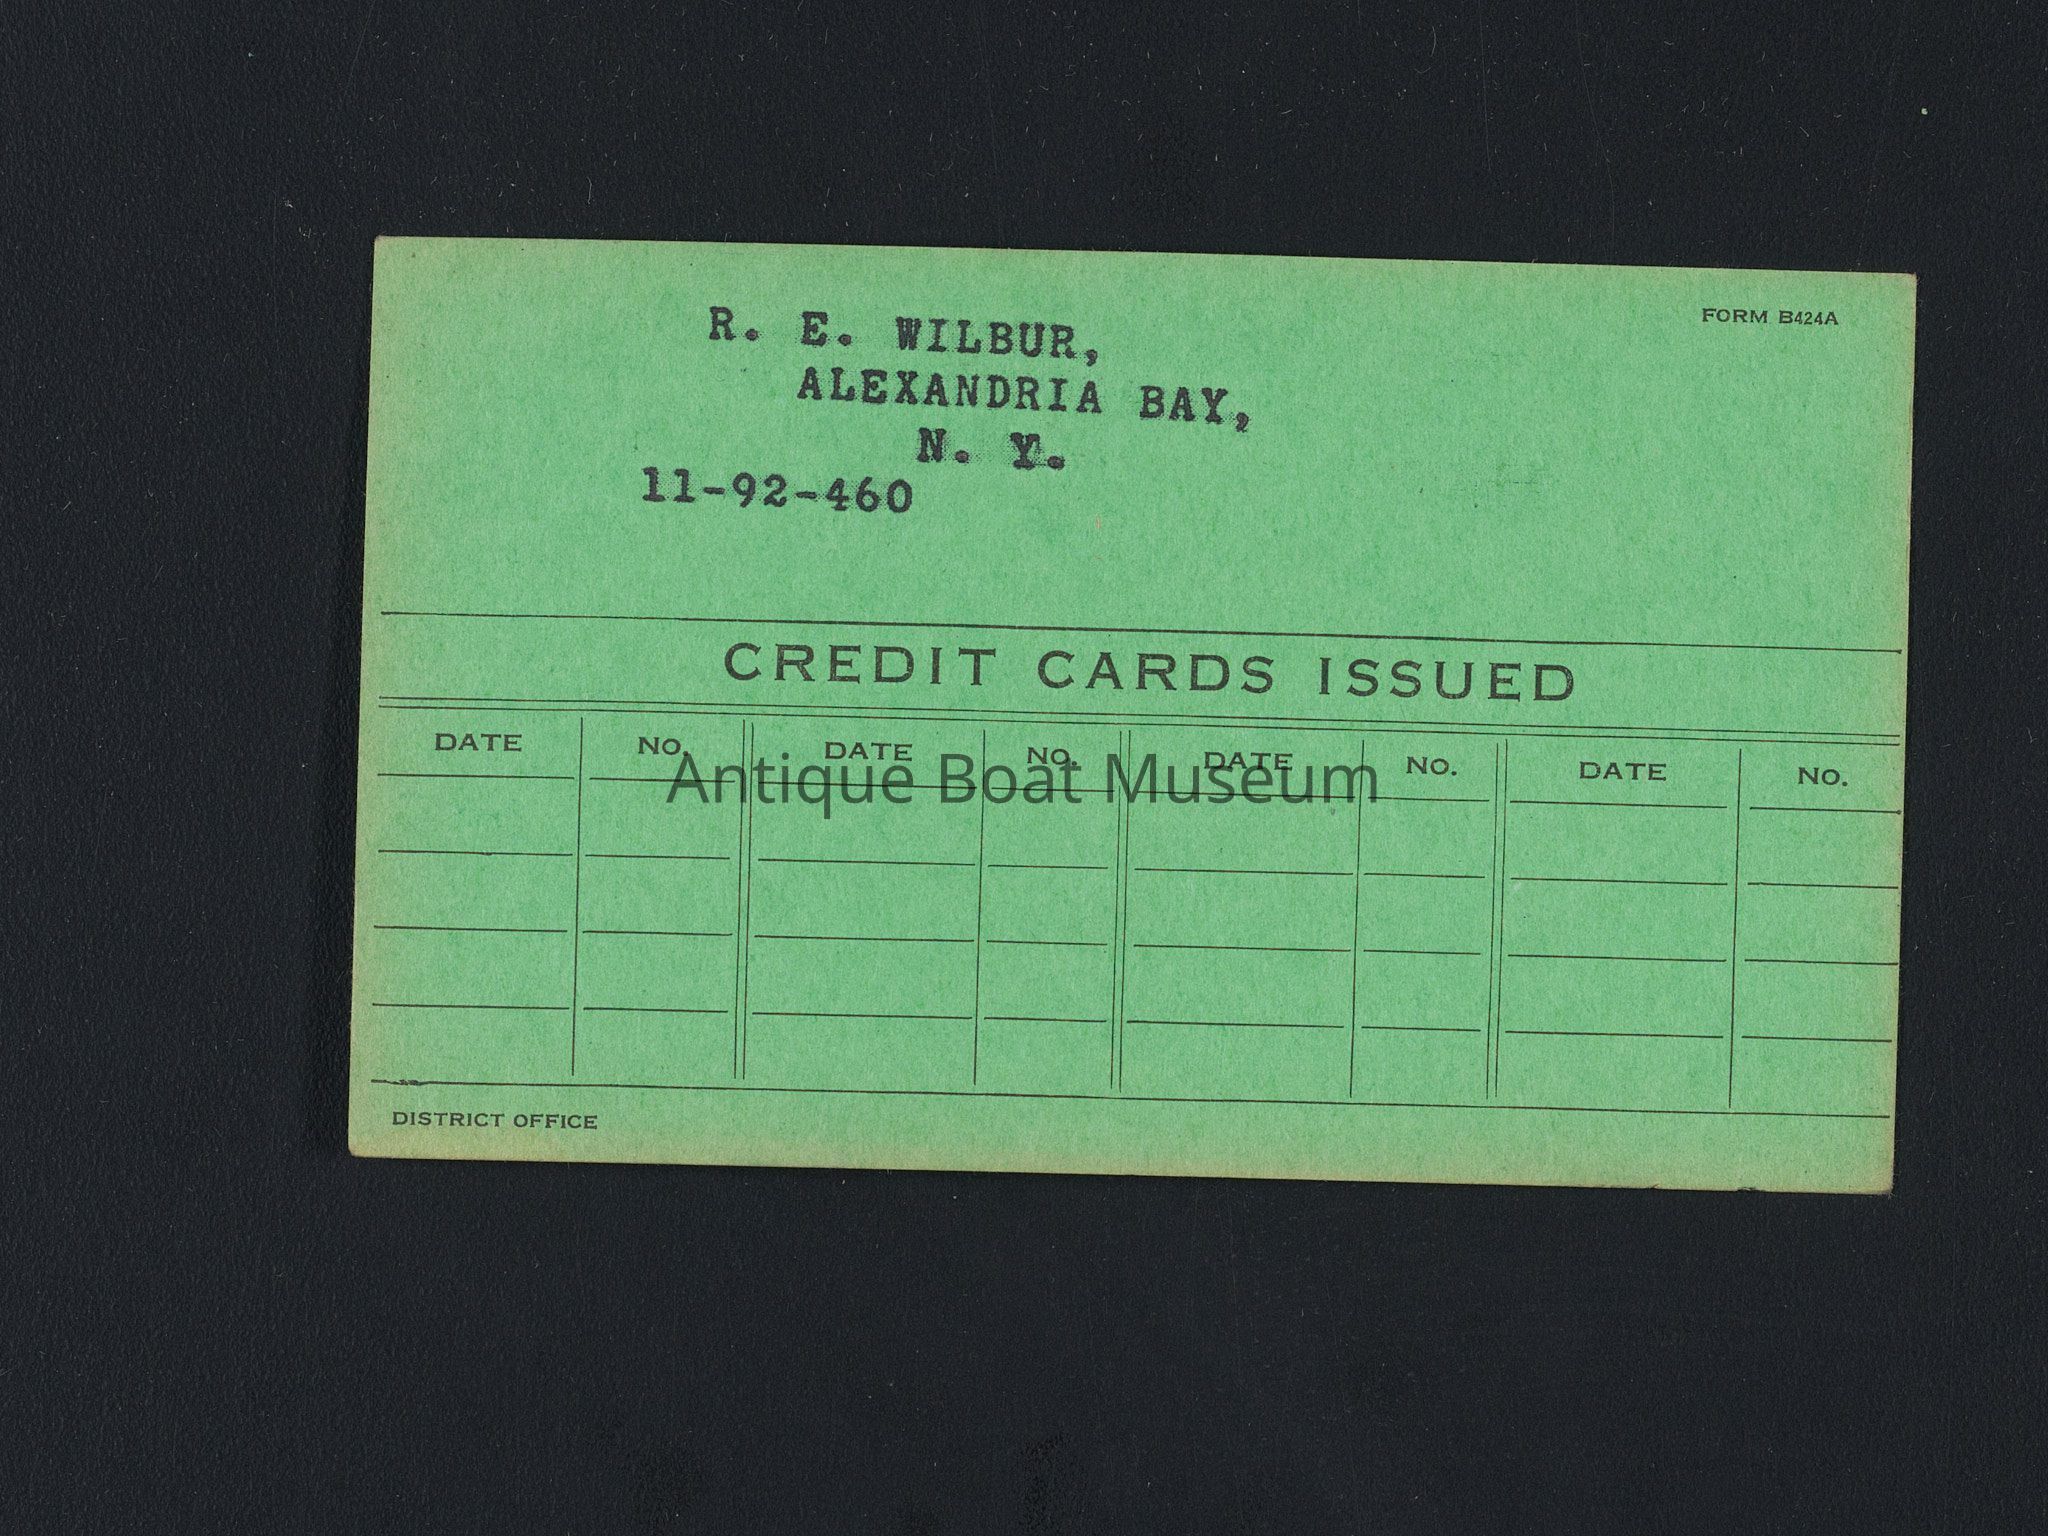 FORM B424A
R. E. WILBUR,
ALEXANDRIA BAY,
N. Y.
11-92-460
CREDIT CARDS ISSUED
DATE NO. DATE NO. DATE NO. DATE NO.
Antique Boat Museum
DISTRICT OFFICE